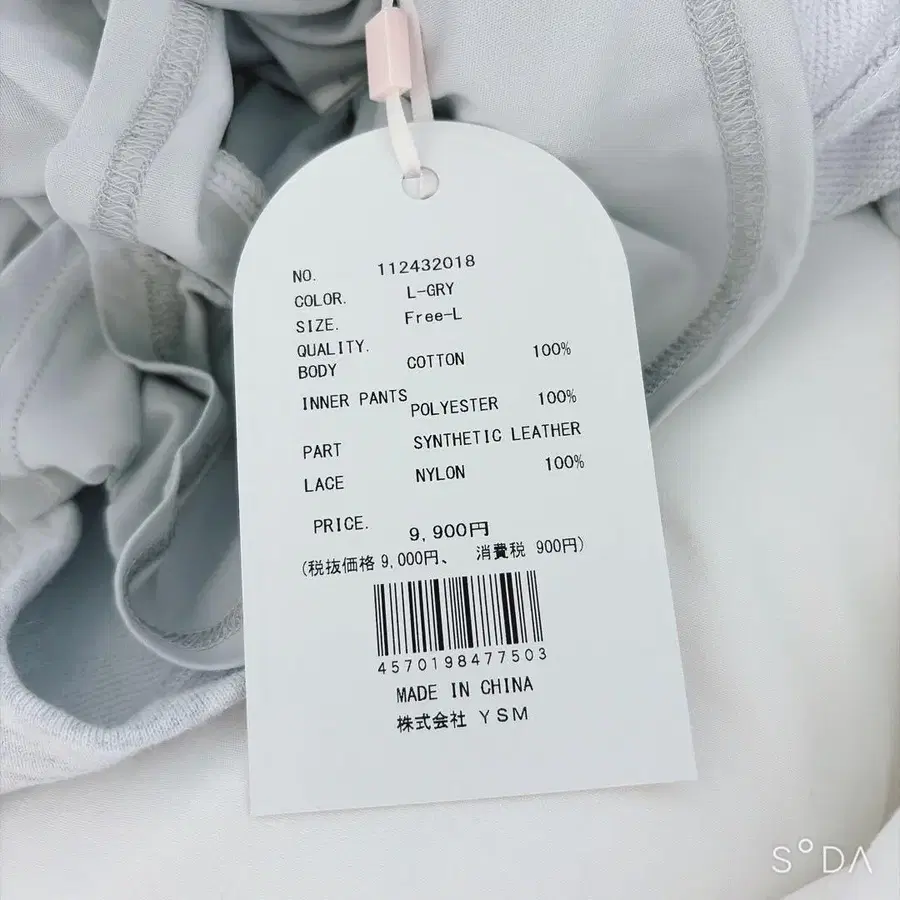 NO. 112432018
COLOR. L-GRY
SIZE. Free-L
QUALITY.
BODY COTTON 100%
INNER PANTS POLYESTER 100%
PART SYNTHETIC LEATHER
LACE NYLON 100%
PRICE. 9,900円
(税抜価格 9,000円、 消費税 900円)
4570198477503
MADE IN CHINA
株式会社 YSM
SODA